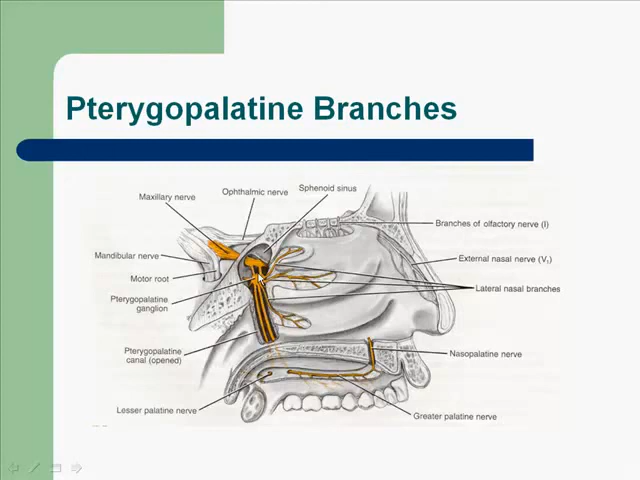 Pterygopalatine Branches
Maxillary nerve
Ophthalmic nerve
Sphenoid sinus
Branches of olfactory nerve (I)
Mandibular nerve
External nasal nerve (V₁)
Motor root
Lateral nasal branches
Pterygopalatine
ganglion
Pterygopalatine
canal (opened)
Nasopalatine nerve
Lesser palatine nerve
Greater palatine nerve